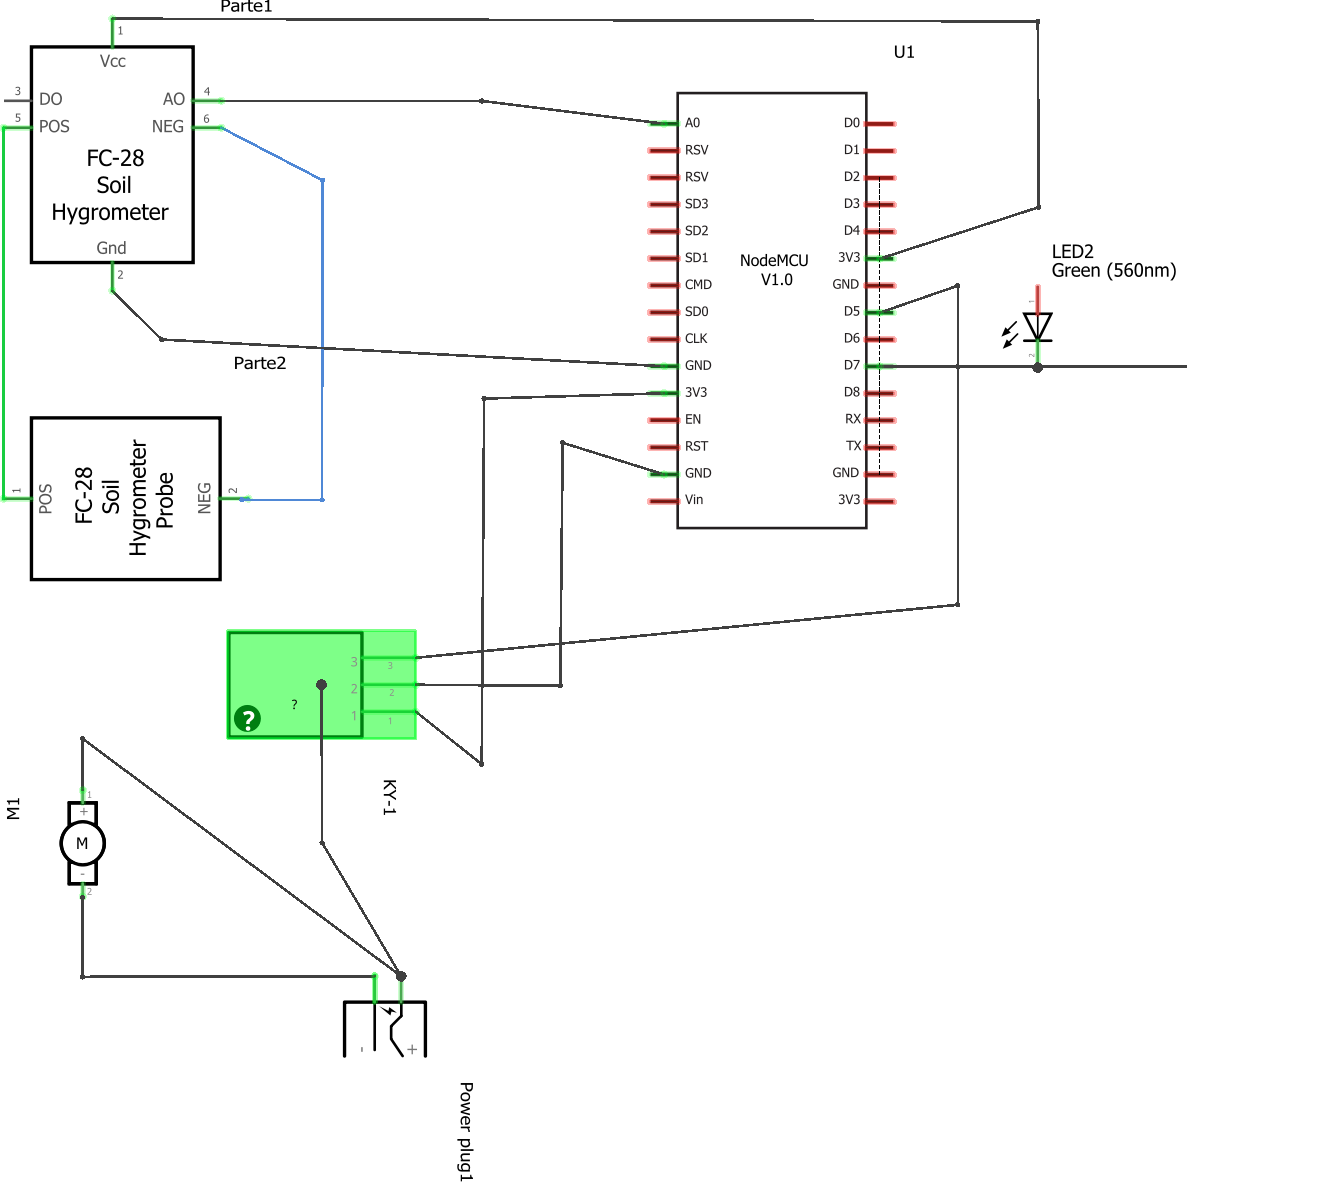 Parte1
1
Vcc
3
DO
AO
4
5
POS
NEG
6
FC-28
Soil
Hygrometer
Gnd
2
Parte2
1
POS
FC-28
Soil
Hygrometer
Probe
NEG
2
U1
NodeMCU
V1.0
A0
RSV
RSV
SD3
SD2
SD1
CMD
SD0
CLK
GND
3V3
EN
RST
GND
Vin
D0
D1
D2
D3
D4
3V3
GND
D5
D6
D7
D8
RX
TX
GND
3V3
LED2
Green (560nm)
1
2
3
3
2
2
1
1
?
?
KY-1
M1
1
+
M
-
2
-
+
Power plug1